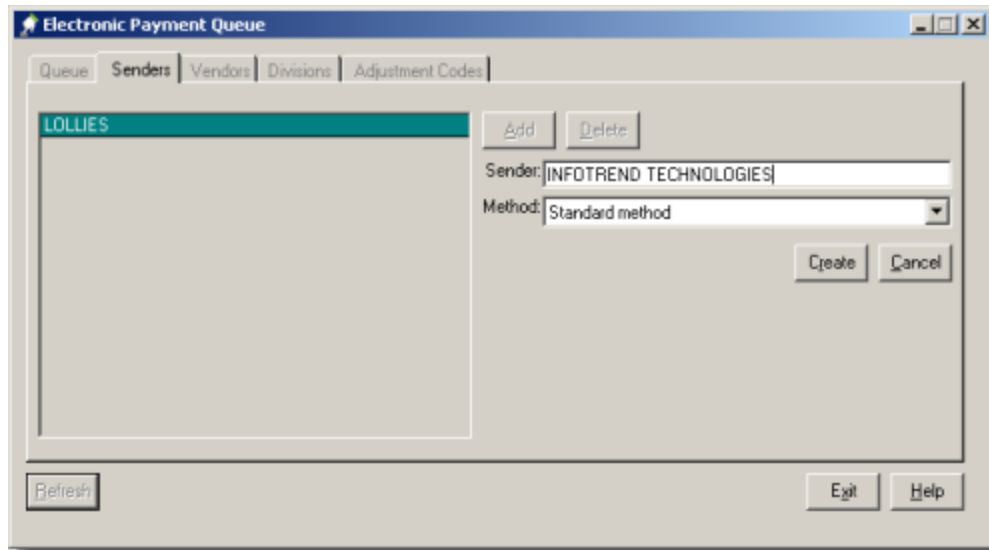 Electronic Payment Queue
Queue Senders Vendors Divisions Adjustment Codes
LOLLIES
Add Delete
Sender: INFOTREND TECHNOLOGIES
Method: Standard method
Create Cancel
Refresh Exit Help